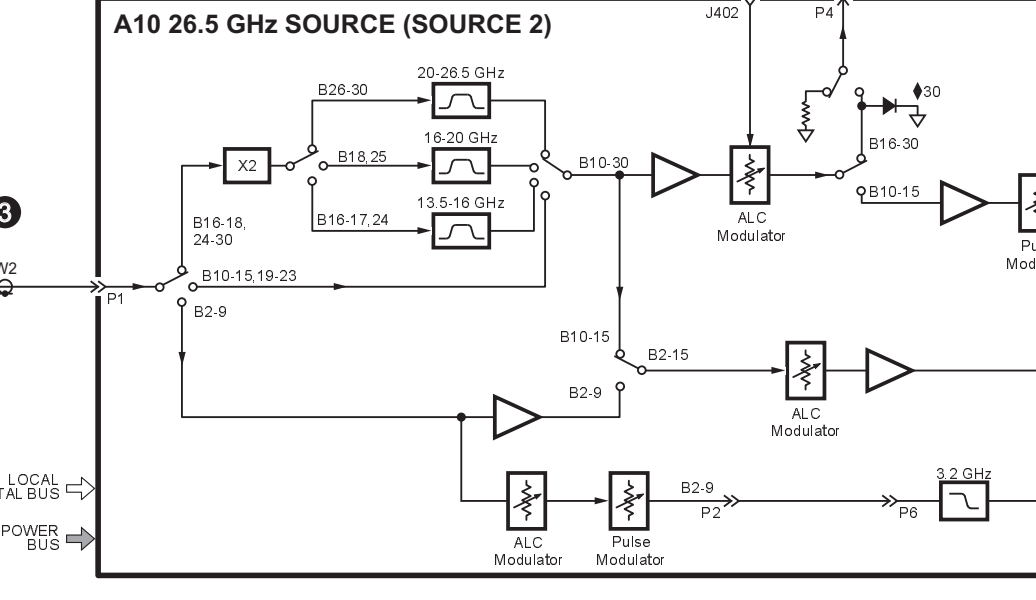 J402
P4
A10 26.5 GHz SOURCE (SOURCE 2)
20-26.5 GHz
B26-30
30
16-20 GHz
B16-30
X2
B18,25
B10-30
B10-15
13.5-16 GHz
B16-17,24
ALC
Modulator
3
B16-18,
24-30
W2
B10-15,19-23
P1
B2-9
B10-15
B2-15
B2-9
ALC
Modulator
LOCAL
TAL BUS
3.2 GHz
B2-9
P2
P6
POWER
BUS
ALC
Modulator
Pulse
Modulator